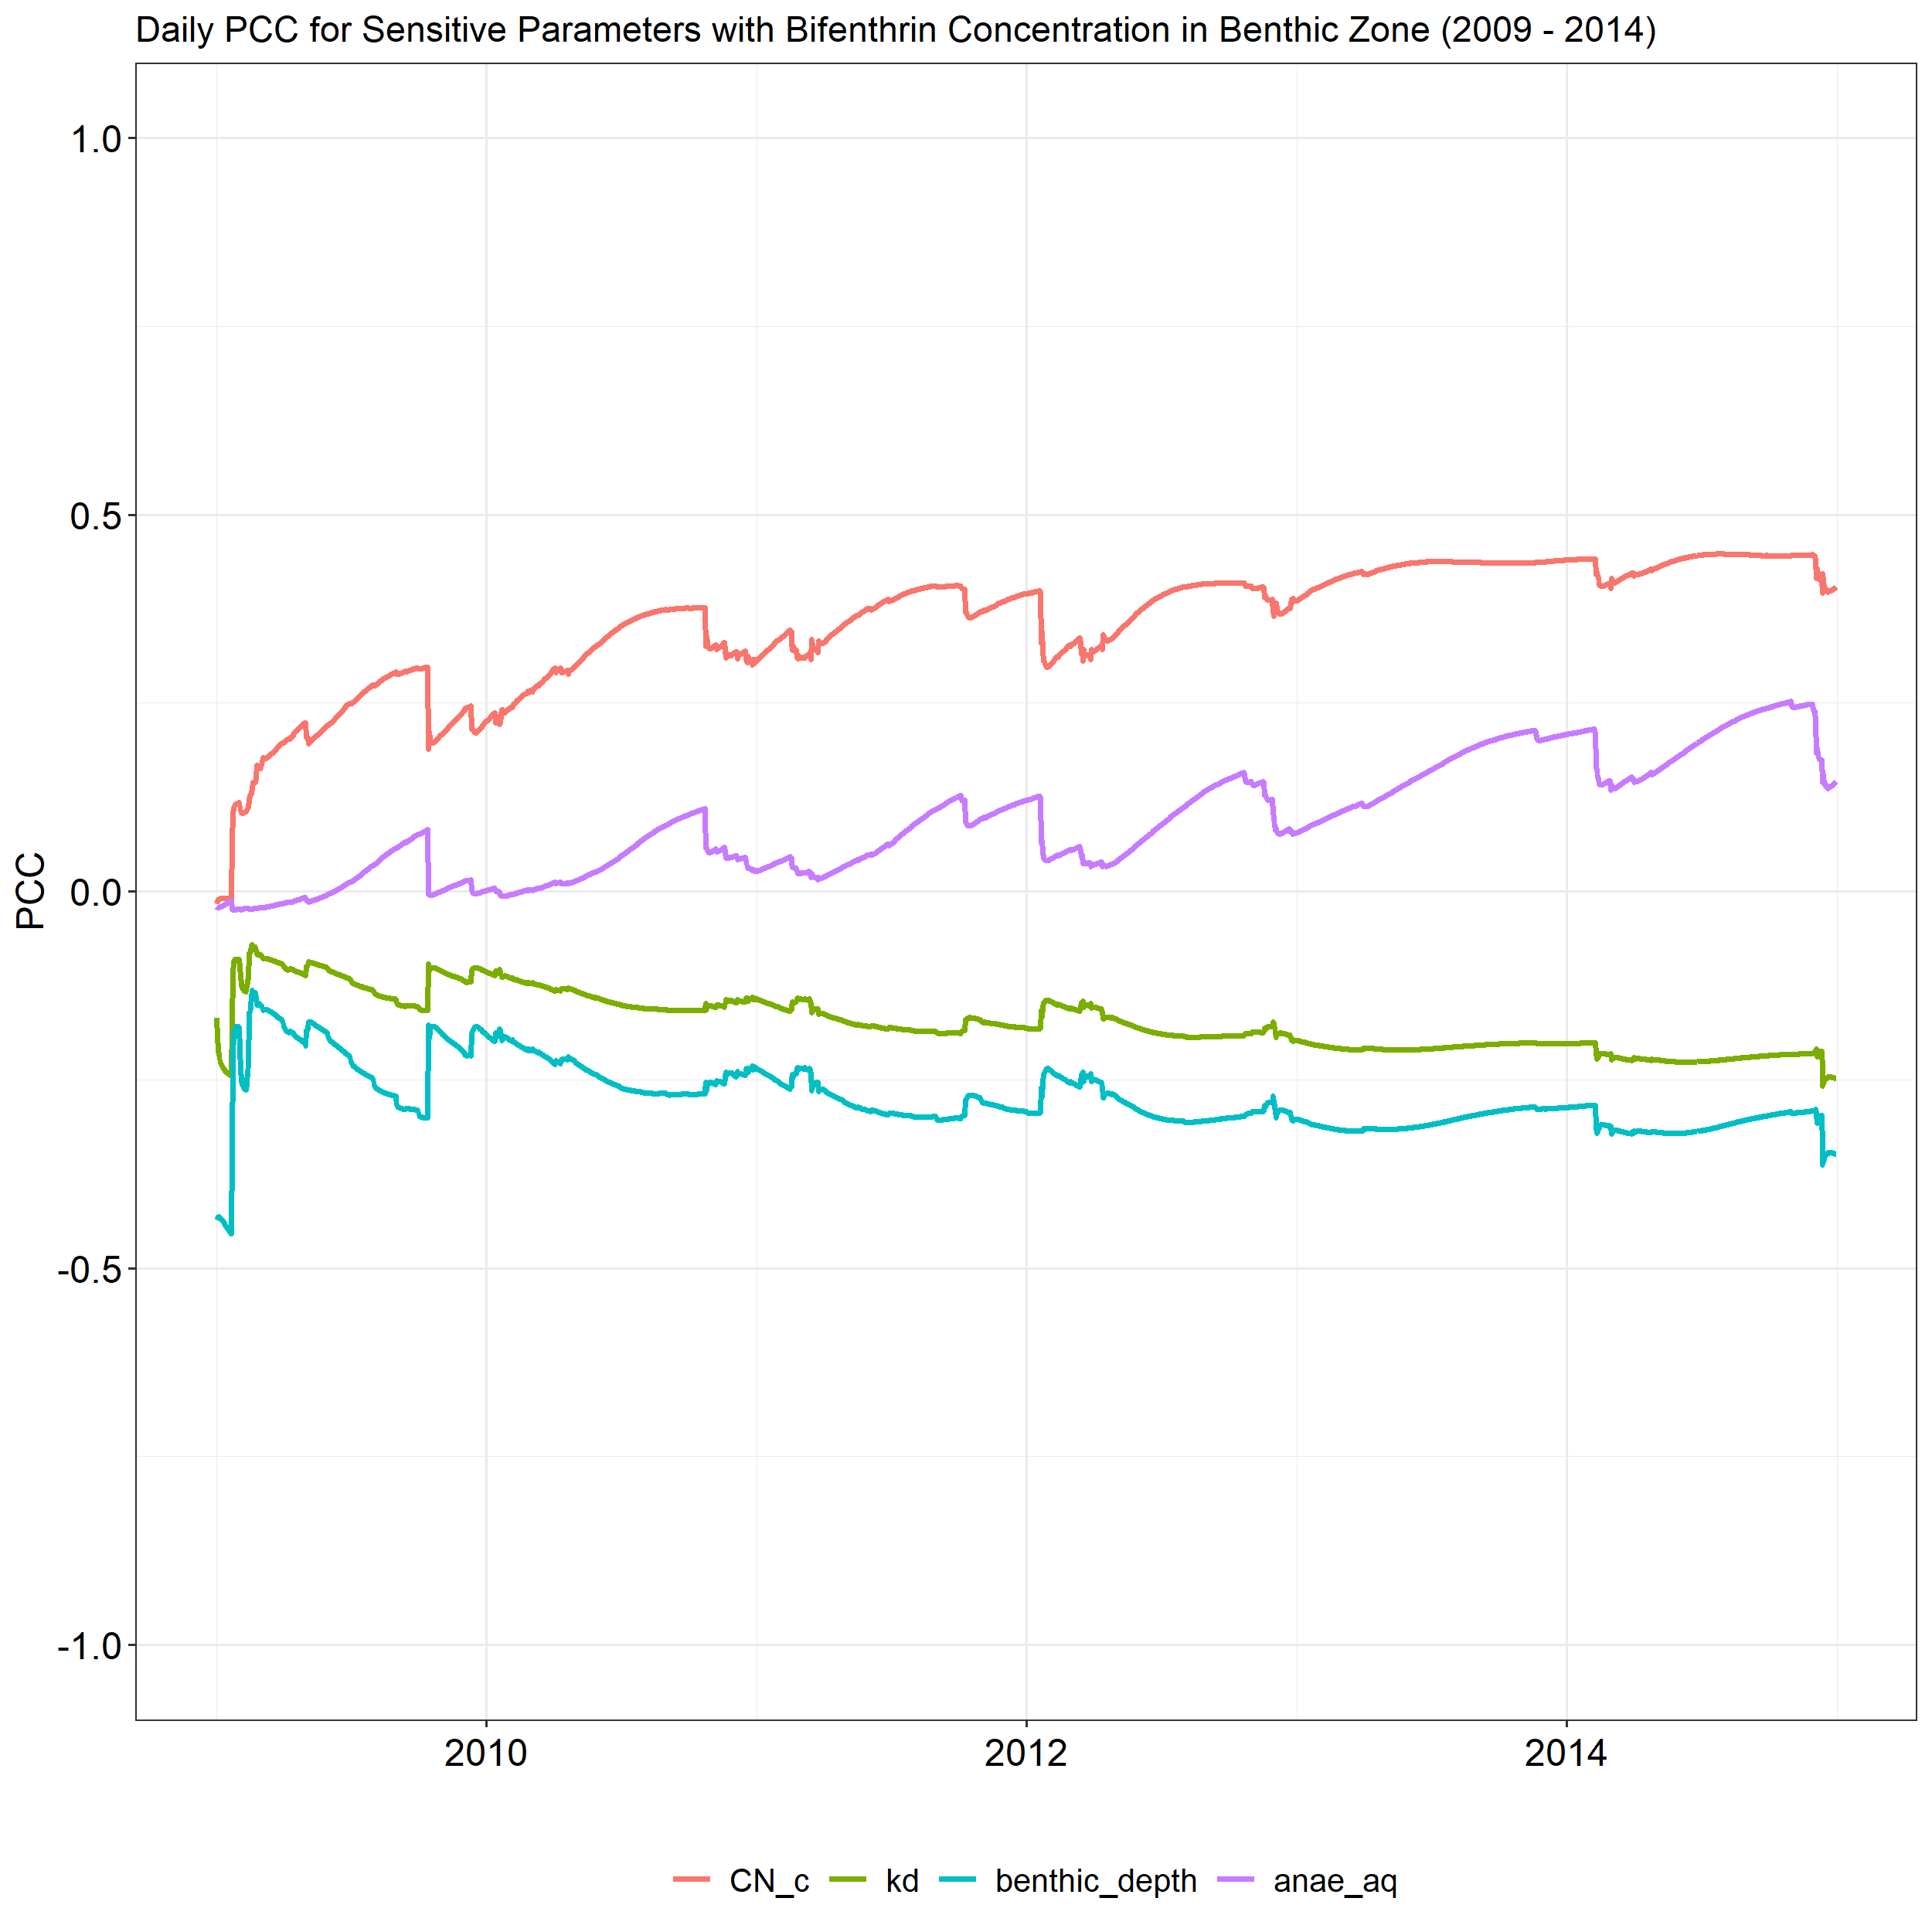 Daily PCC for Sensitive Parameters with Bifenthrin Concentration in Benthic Zone (2009 - 2014)
1.0
0.5
0.0
-0.5
-1.0
PCC
2010 2012 2014
CN_c kd benthic_depth anae_aq